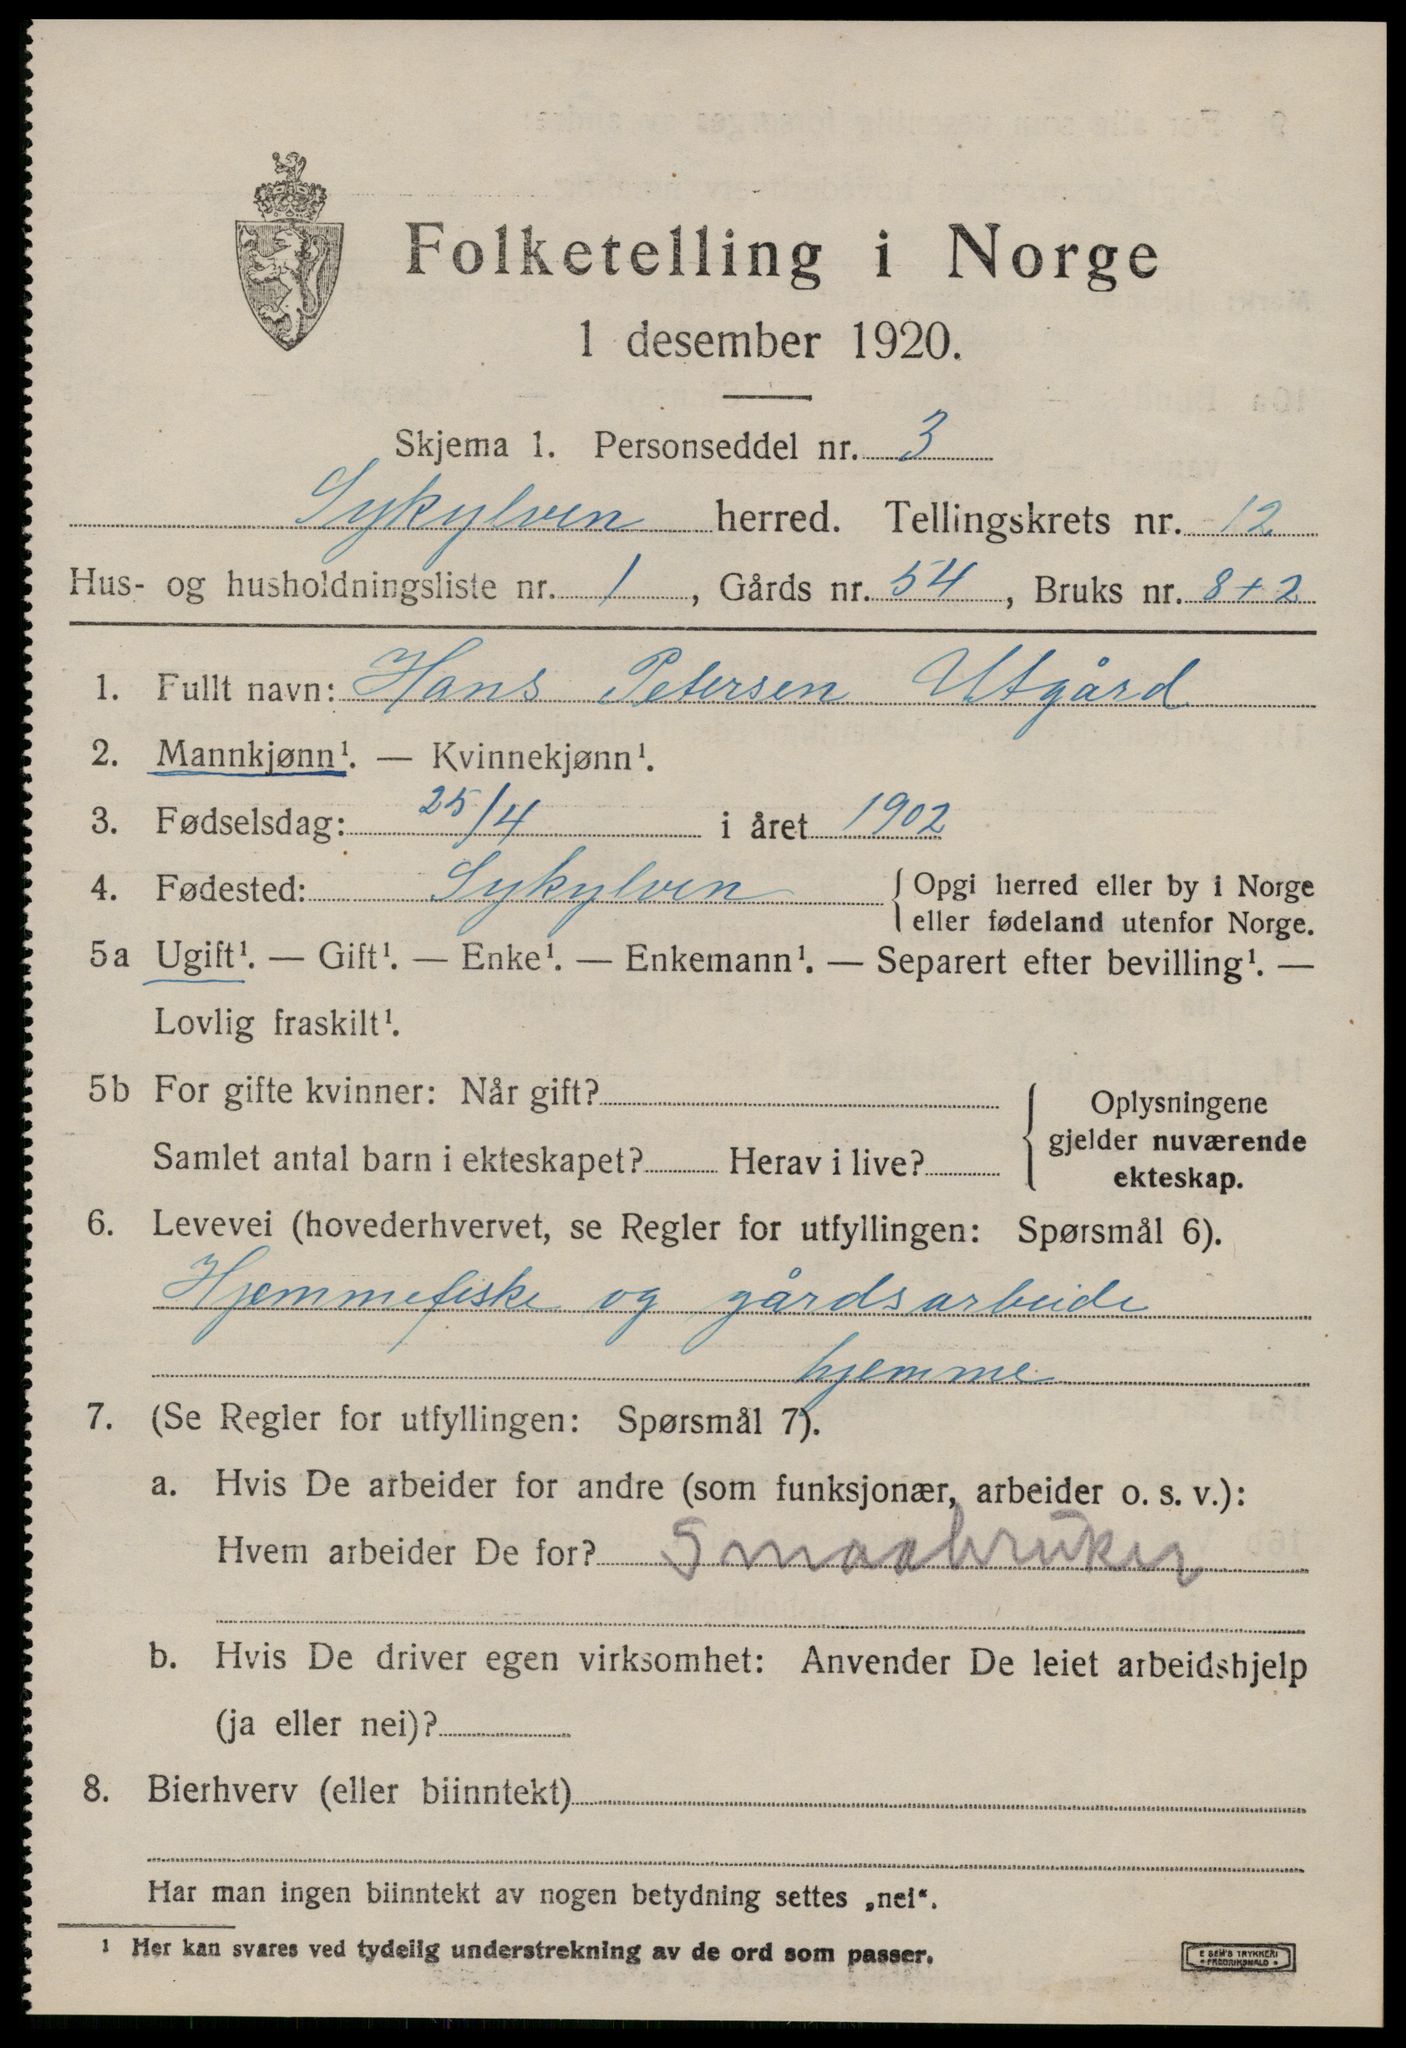 Folketelling i Norge
1 desember 1920.
Skjema 1. Personseddel nr. 3
Sykylven herred. Tellingskrets nr. 12
Hus- og husholdningsliste nr. 1, Gårds nr. 54, Bruks nr. 8+2
1. Fullt navn: Hans Petersen Utgård
2. Mannkjønn¹. — Kvinnekjønn¹.
3. Fødselsdag: 25/4 i året 1902
4. Fødested: Sykylven { Opgi herred eller by i Norge
eller fødeland utenfor Norge.
5a Ugift¹. — Gift¹. — Enke¹. — Enkemann¹. — Separert efter bevilling¹. —
Lovlig fraskilt¹.
5b For gifte kvinner: Når gift? Oplysningene
Samlet antal barn i ekteskapet? Herav i live? gjelder nuværende
ekteskap.
6. Levevei (hovederhvervet, se Regler for utfyllingen: Spørsmål 6).
Hjemmefiske og gårdsarbeide
hjemme
7. (Se Regler for utfyllingen: Spørsmål 7).
a. Hvis De arbeider for andre (som funksjonær, arbeider o. s. v.):
Hvem arbeider De for? Smaabruker
b. Hvis De driver egen virksomhet: Anvender De leiet arbeidshjelp
(ja eller nei)?
8. Bierhverv (eller biinntekt)
Har man ingen biinntekt av nogen betydning settes „nei“.
¹ Her kan svares ved tydelig understrekning av de ord som passer.
E SEM'S TRYKKERI
FREDRIKSHALD